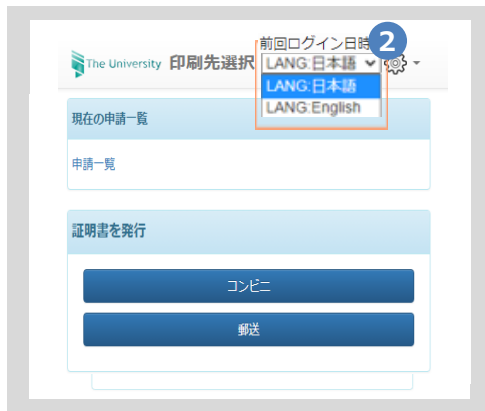 前回ログイン日時
2
The University 印刷先選択 LANG:日本語
LANG:日本語
LANG:English
現在の申請一覧
申請一覧
証明書を発行
コンビニ
郵送